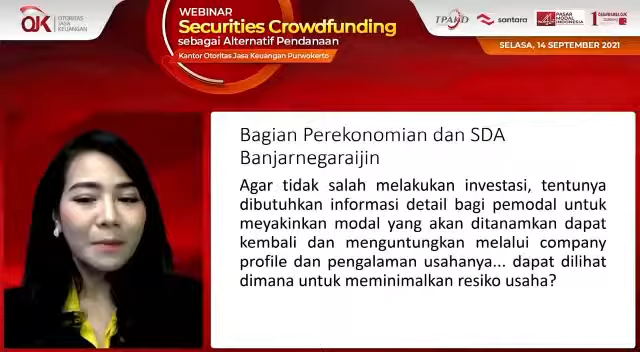 OJK
OTORITAS
JASA
KEUANGAN
WEBINAR
Securities Crowdfunding
sebagai Alternatif Pendanaan
Kantor Otoritas Jasa Keuangan Purwokerto
TPAKD
santara
PASAR
MODAL
INDONESIA
SELASA, 14 SEPTEMBER 2021
Bagian Perekonomian dan SDA
Banjarnegaraijin
Agar tidak salah melakukan investasi, tentunya
dibutuhkan informasi detail bagi pemodal untuk
meyakinkan modal yang akan ditanamkan dapat
kembali dan menguntungkan melalui company
profile dan pengalaman usahanya... dapat dilihat
dimana untuk meminimalkan resiko usaha?